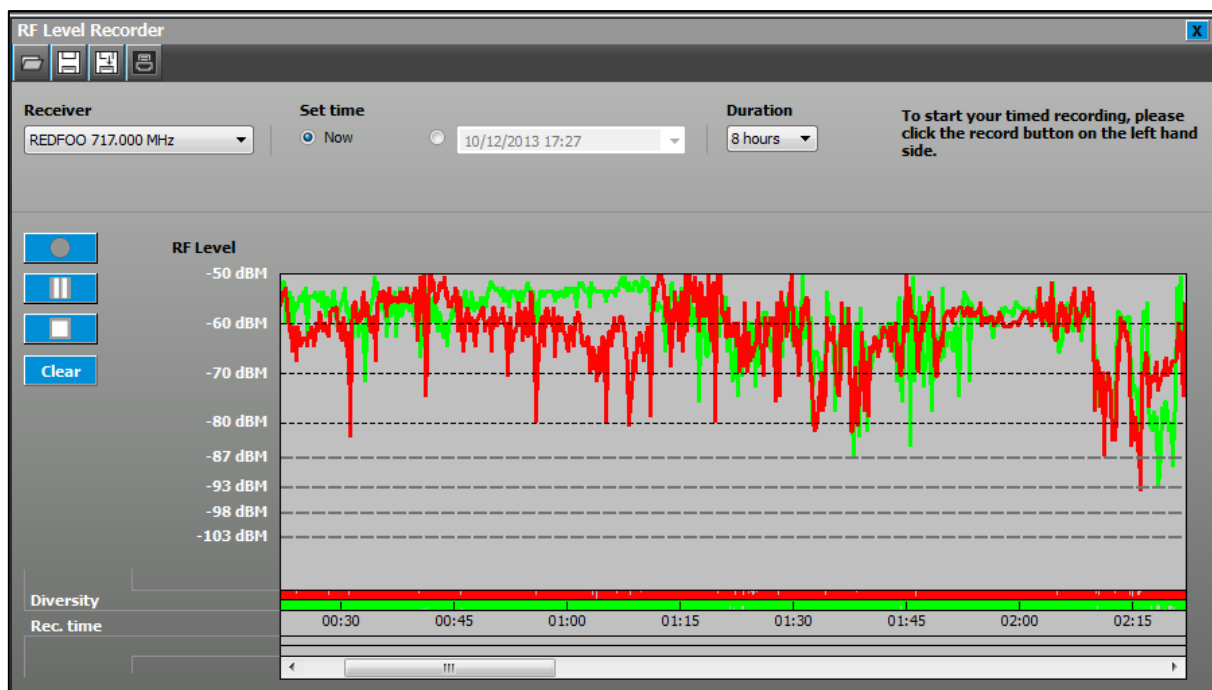 RF Level Recorder
X
Receiver
Set time
Duration
To start your timed recording, please
click the record button on the left hand
side.
REDFOO 717.000 MHz
Now
10/12/2013 17:27
8 hours
RF Level
-50 dBM
-60 dBM
-70 dBM
Clear
-80 dBM
-87 dBM
-93 dBM
-98 dBM
-103 dBM
Diversity
Rec. time
00:30 00:45 01:00 01:15 01:30 01:45 02:00 02:15